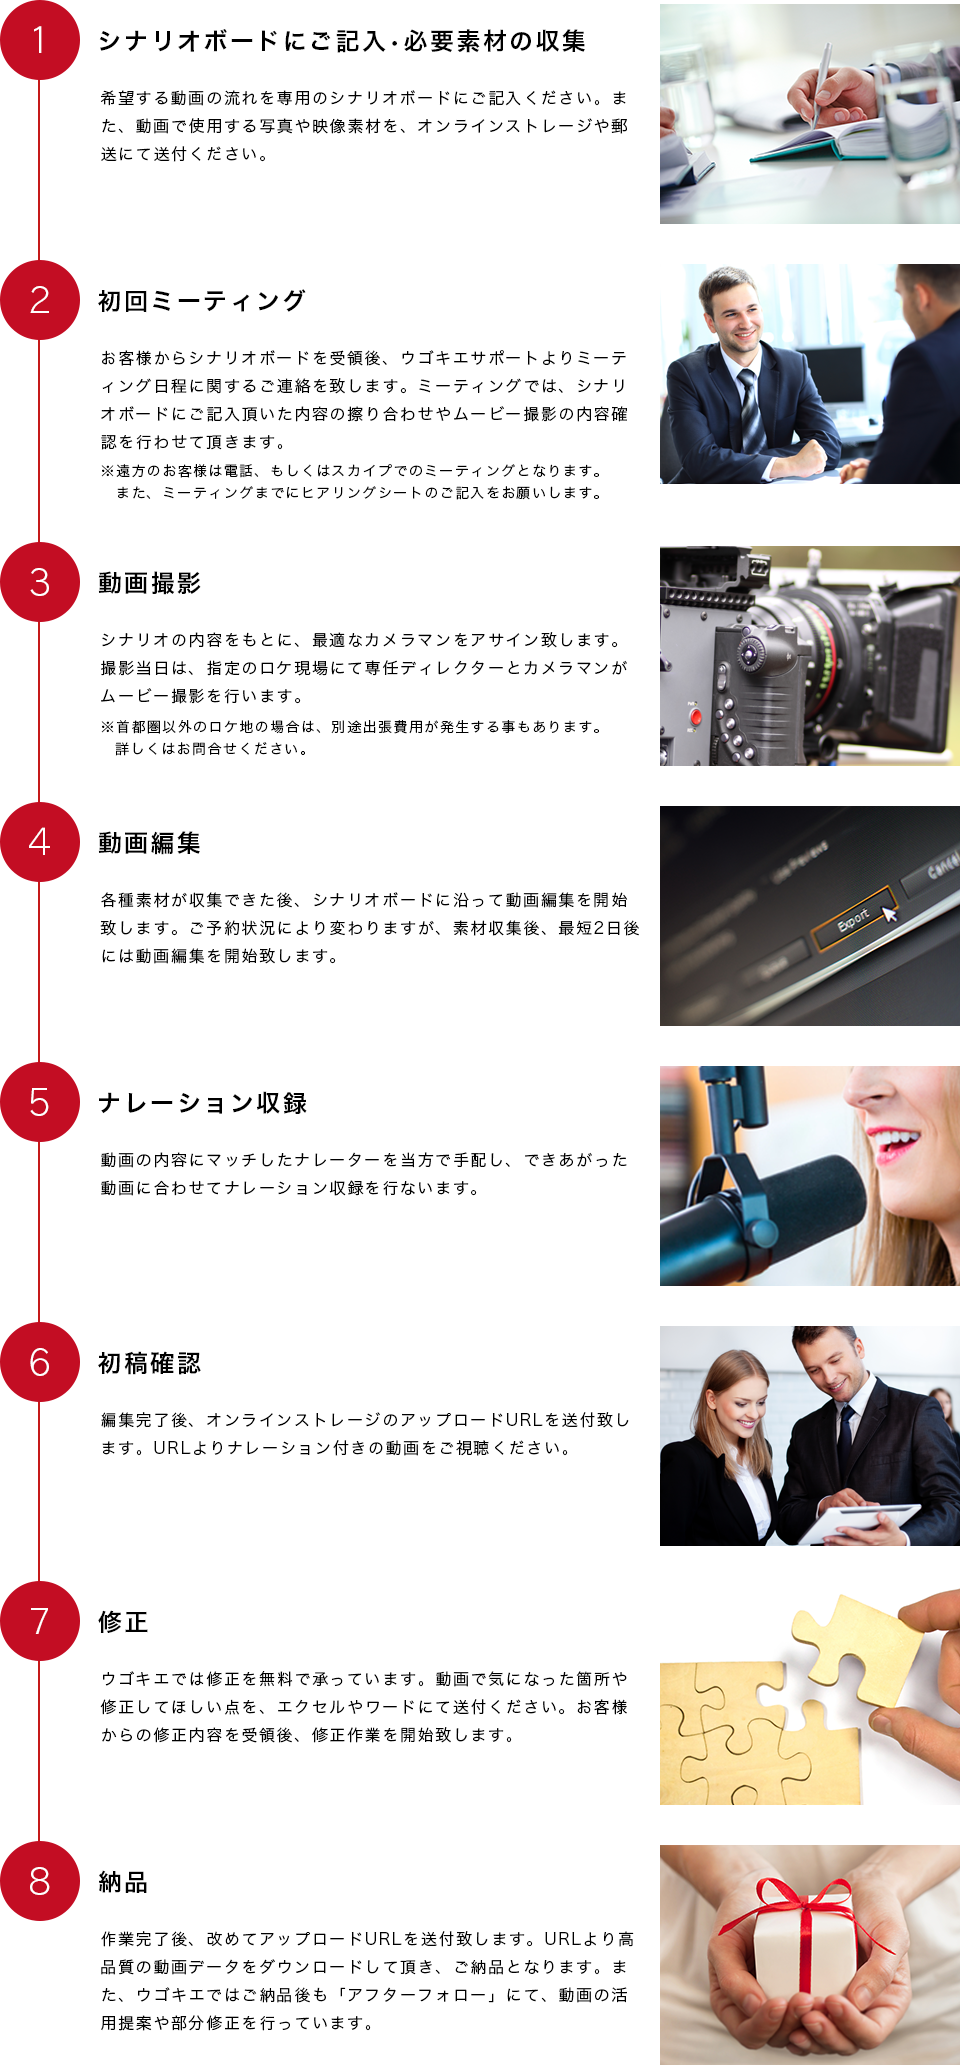 1
シナリオボードにご記入・必要素材の収集
希望する動画の流れを専用のシナリオボードにご記入ください。ま
た、動画で使用する写真や映像素材を、オンラインストレージや郵
送にて送付ください。
2
初回ミーティング
お客様からシナリオボードを受領後、ウゴキエサポートよりミーテ
ィング日程に関するご連絡を致します。ミーティングでは、シナリ
オボードにご記入頂いた内容の擦り合わせやムービー撮影の内容確
認を行わせて頂きます。
※遠方のお客様は電話、もしくはスカイプでのミーティングとなります。
また、ミーティングまでにヒアリングシートのご記入をお願いします。
3
動画撮影
シナリオの内容をもとに、最適なカメラマンをアサイン致します。
撮影当日は、指定のロケ現場にて専任ディレクターとカメラマンが
ムービー撮影を行います。
※首都圏以外のロケ地の場合は、別途出張費用が発生する事もあります。
詳しくはお問合せください。
4
動画編集
各種素材が収集できた後、シナリオボードに沿って動画編集を開始
致します。ご予約状況により変わりますが、素材収集後、最短2日後
には動画編集を開始致します。
Cancel
Export
5
ナレーション収録
動画の内容にマッチしたナレーターを当方で手配し、できあがった
動画に合わせてナレーション収録を行ないます。
6
初稿確認
編集完了後、オンラインストレージのアップロードURLを送付致し
ます。URLよりナレーション付きの動画をご視聴ください。
7
修正
ウゴキエでは修正を無料で承っています。動画で気になった箇所や
修正してほしい点を、エクセルやワードにて送付ください。お客様
からの修正内容を受領後、修正作業を開始致します。
8
納品
作業完了後、改めてアップロードURLを送付致します。URLより高
品質の動画データをダウンロードして頂き、ご納品となります。ま
た、ウゴキエではご納品後も「アフターフォロー」にて、動画の活
用提案や部分修正を行っています。